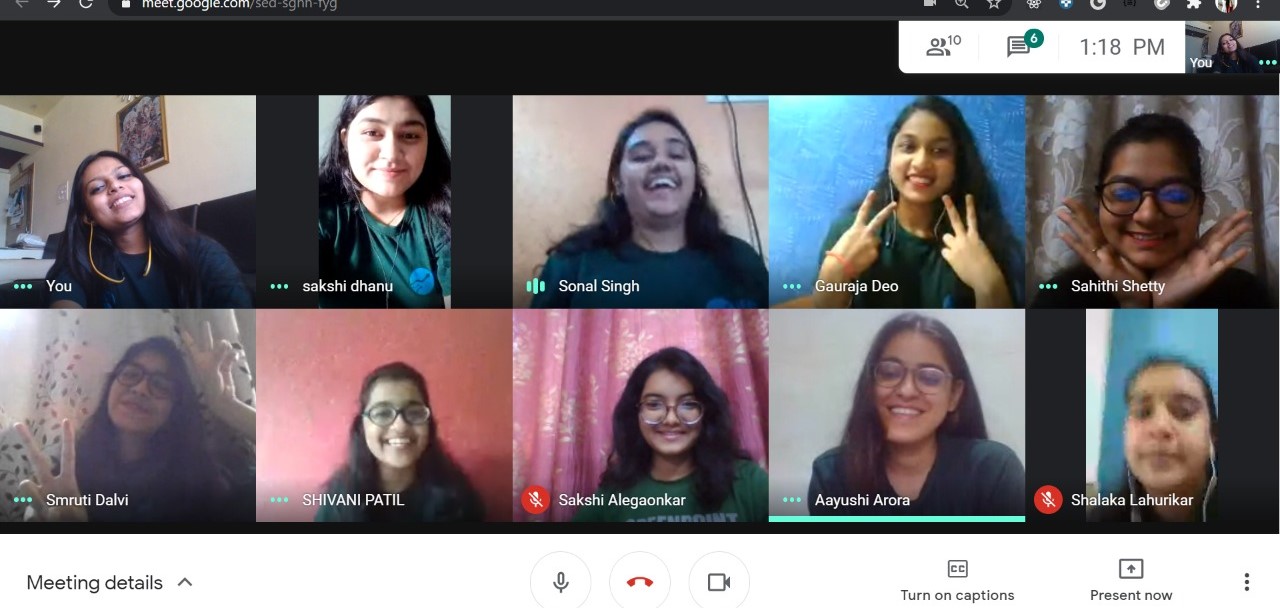 meet.google.com/sed-sghh-fyg
10
6
1:18 PM
You
You
sakshi dhanu
Sonal Singh
Gauraja Deo
Sahithi Shetty
Smruti Dalvi
SHIVANI PATIL
Sakshi Alegaonkar
GREENPOINT
Aayushi Arora
Shalaka Lahurikar
Meeting details
CC
Turn on captions
Present now